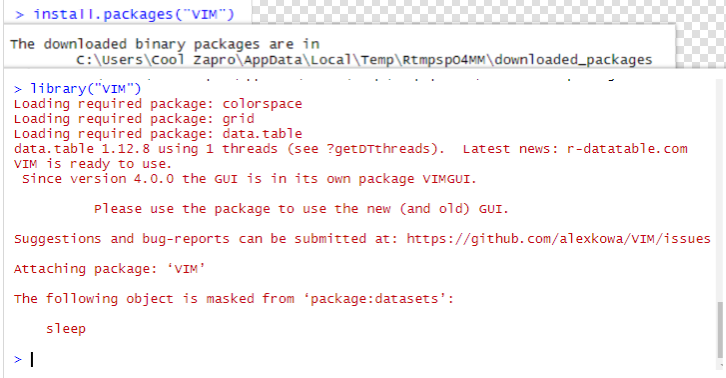 > install.packages("VIM")
The downloaded binary packages are in
C:\Users\Cool Zapro\AppData\Local\Temp\RtmpspO4MM\downloaded_packages
> library("VIM")
Loading required package: colorspace
Loading required package: grid
Loading required package: data.table
data.table 1.12.8 using 1 threads (see ?getDTthreads).  Latest news: r-datatable.com
VIM is ready to use.
Since version 4.0.0 the GUI is in its own package VIMGUI.
Please use the package to use the new (and old) GUI.
Suggestions and bug-reports can be submitted at: https://github.com/alexkowa/VIM/issues
Attaching package: ‘VIM’
The following object is masked from ‘package:datasets’:
sleep
>